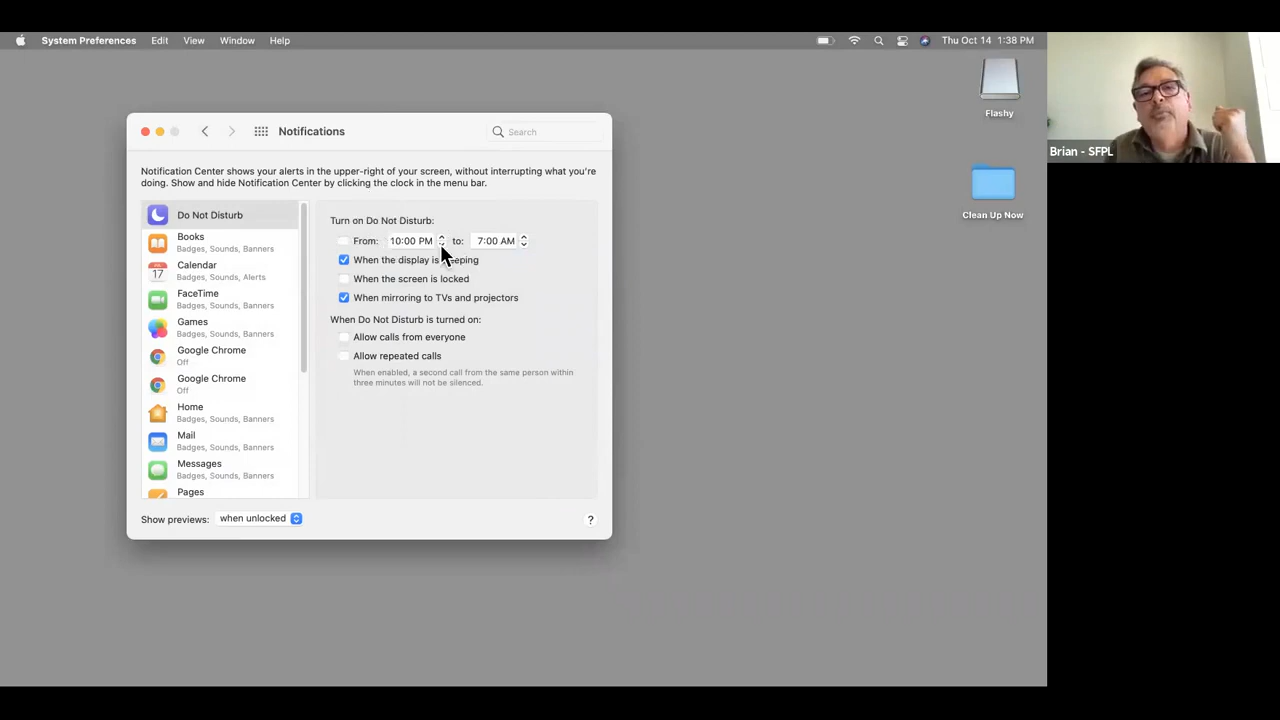 System Preferences Edit View Window Help
Thu Oct 14 1:38 PM
Flashy
Clean Up Now
Brian - SFPL
Notifications
Search
Notification Center shows your alerts in the upper-right of your screen, without interrupting what you're
doing. Show and hide Notification Center by clicking the clock in the menu bar.
Do Not Disturb
Books
Badges, Sounds, Banners
Calendar
Badges, Sounds, Alerts
17
FaceTime
Badges, Sounds, Banners
Games
Badges, Sounds, Banners
Google Chrome
Off
Google Chrome
Off
Home
Badges, Sounds, Banners
Mail
Badges, Sounds, Banners
Messages
Badges, Sounds, Banners
Pages
Turn on Do Not Disturb:
From: 10:00 PM to: 7:00 AM
When the display is eeping
When the screen is locked
When mirroring to TVs and projectors
When Do Not Disturb is turned on:
Allow calls from everyone
Allow repeated calls
When enabled, a second call from the same person within
three minutes will not be silenced.
Show previews: when unlocked
?